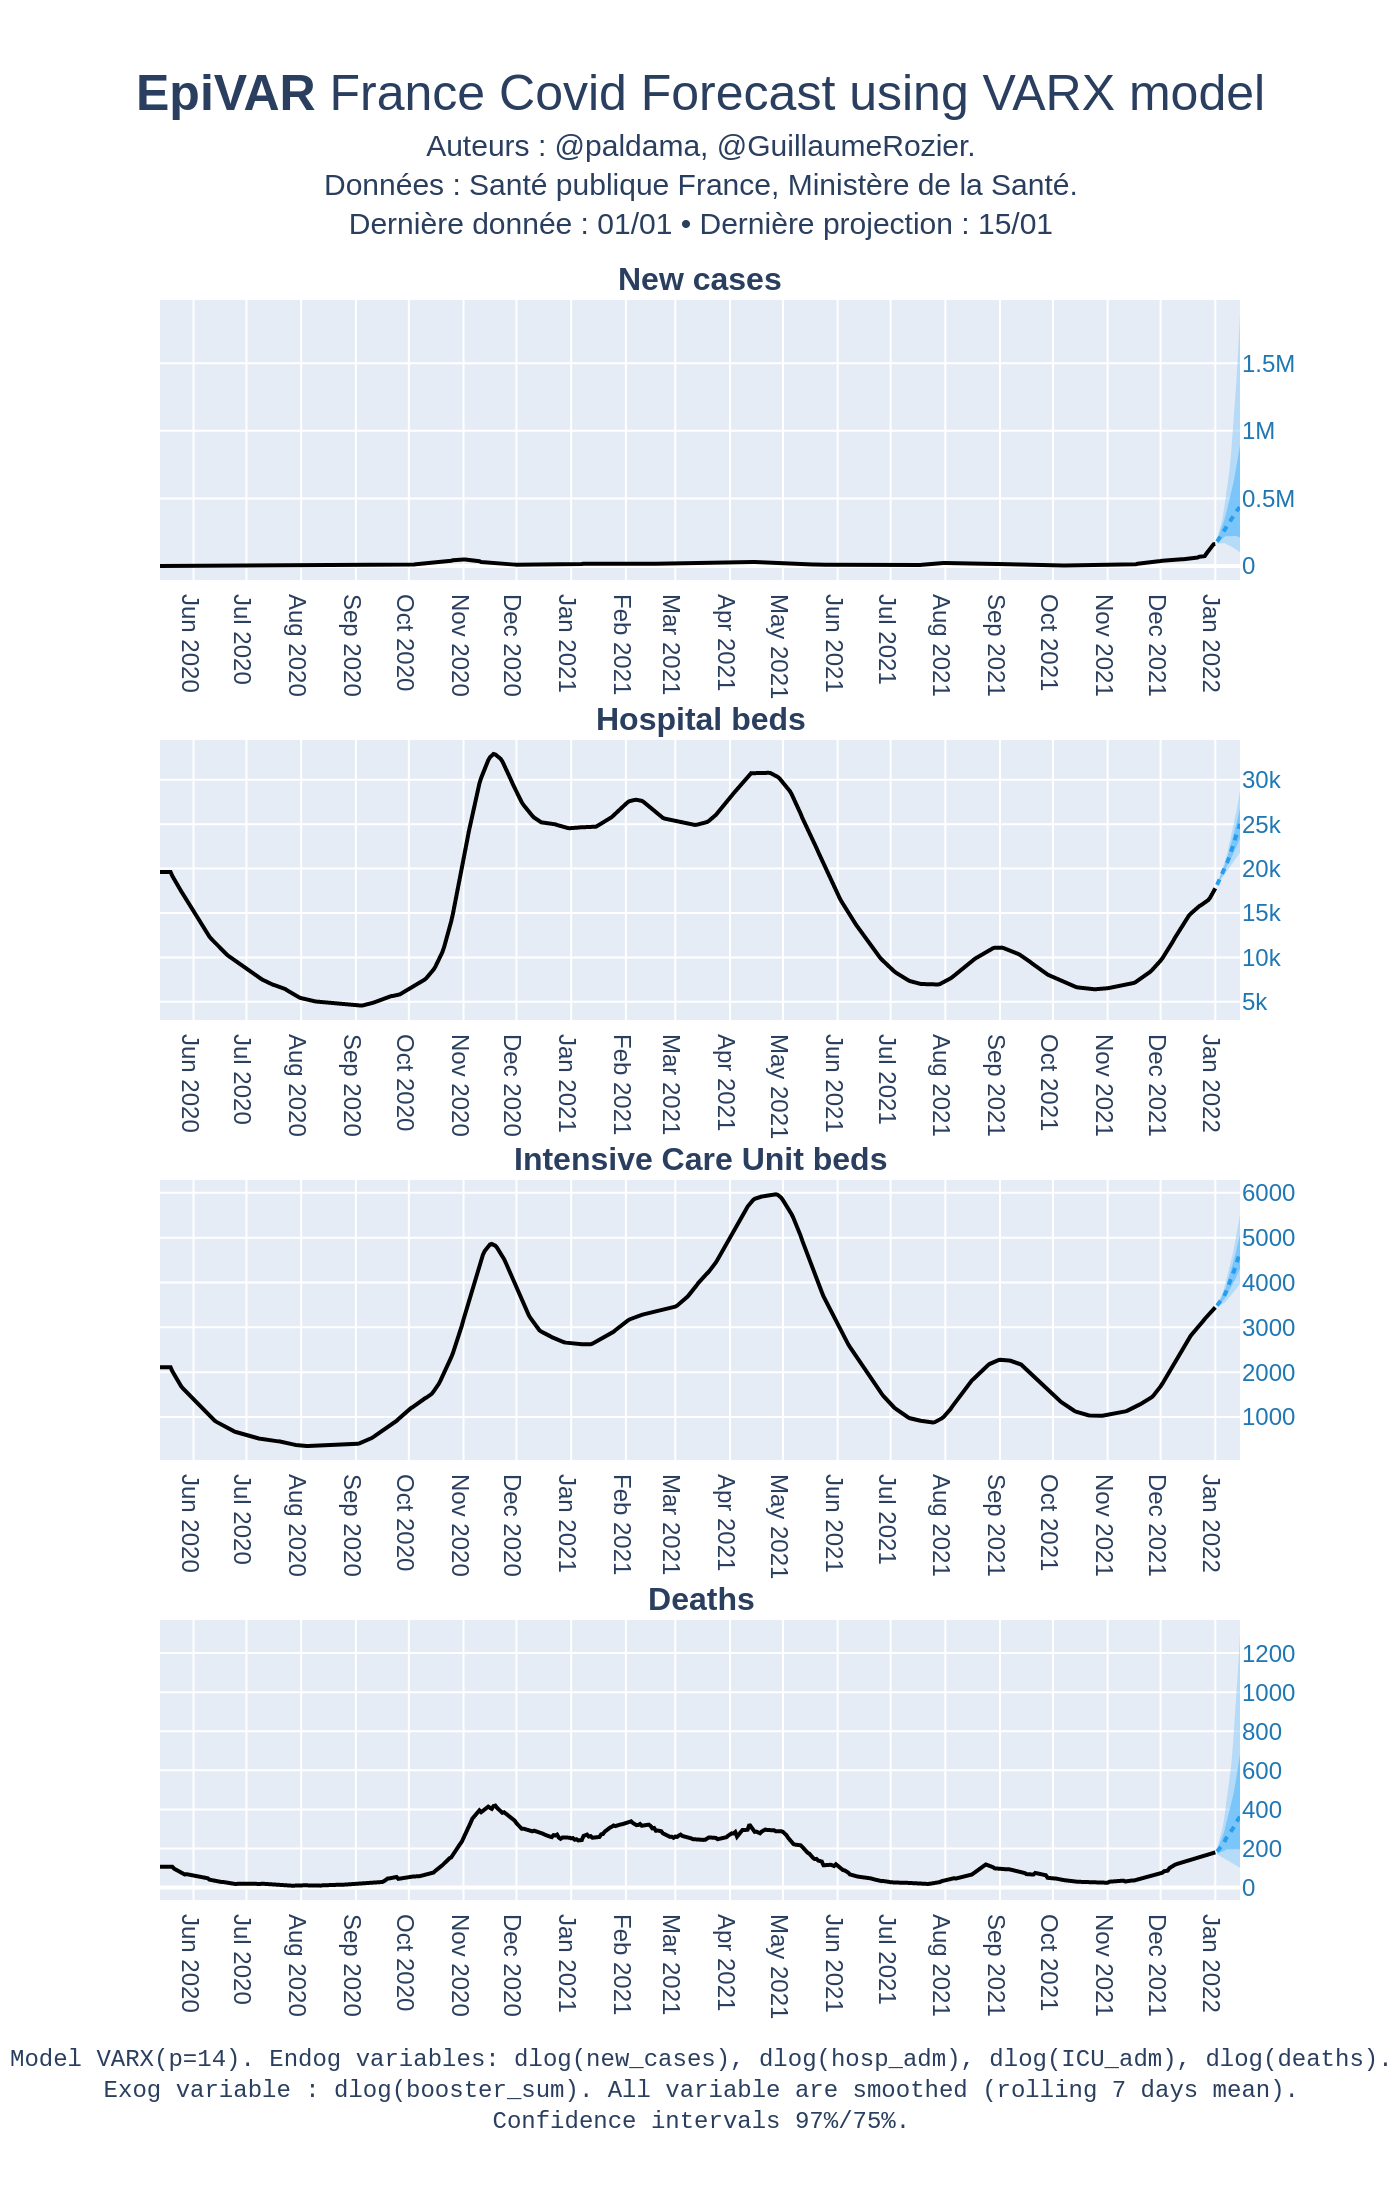 EpiVAR France Covid Forecast using VARX model
Auteurs : @paldama, @GuillaumeRozier.
Données : Santé publique France, Ministère de la Santé.
Dernière donnée : 01/01 • Dernière projection : 15/01
New cases
1.5M
1M
0.5M
0
Jun 2020
Jul 2020
Aug 2020
Sep 2020
Oct 2020
Nov 2020
Dec 2020
Jan 2021
Feb 2021
Mar 2021
Apr 2021
May 2021
Jun 2021
Jul 2021
Aug 2021
Sep 2021
Oct 2021
Nov 2021
Dec 2021
Jan 2022
Hospital beds
30k
25k
20k
15k
10k
5k
Jun 2020
Jul 2020
Aug 2020
Sep 2020
Oct 2020
Nov 2020
Dec 2020
Jan 2021
Feb 2021
Mar 2021
Apr 2021
May 2021
Jun 2021
Jul 2021
Aug 2021
Sep 2021
Oct 2021
Nov 2021
Dec 2021
Jan 2022
Intensive Care Unit beds
6000
5000
4000
3000
2000
1000
Jun 2020
Jul 2020
Aug 2020
Sep 2020
Oct 2020
Nov 2020
Dec 2020
Jan 2021
Feb 2021
Mar 2021
Apr 2021
May 2021
Jun 2021
Jul 2021
Aug 2021
Sep 2021
Oct 2021
Nov 2021
Dec 2021
Jan 2022
Deaths
1200
1000
800
600
400
200
0
Jun 2020
Jul 2020
Aug 2020
Sep 2020
Oct 2020
Nov 2020
Dec 2020
Jan 2021
Feb 2021
Mar 2021
Apr 2021
May 2021
Jun 2021
Jul 2021
Aug 2021
Sep 2021
Oct 2021
Nov 2021
Dec 2021
Jan 2022
Model VARX(p=14). Endog variables: dlog(new_cases), dlog(hosp_adm), dlog(ICU_adm), dlog(deaths).
Exog variable : dlog(booster_sum). All variable are smoothed (rolling 7 days mean).
Confidence intervals 97%/75%.